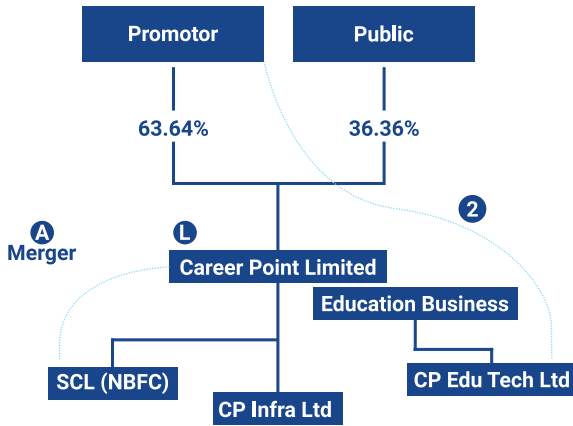 Promotor
Public
63.64%
36.36%
2
A
Merger
L
Career Point Limited
Education Business
SCL (NBFC)
CP Edu Tech Ltd
CP Infra Ltd